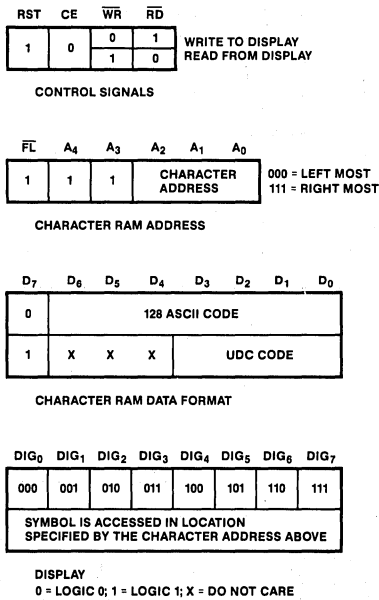 RST CE W̅R̅ R̅D̅
1 0 0 1 WRITE TO DISPLAY
1 0 READ FROM DISPLAY
CONTROL SIGNALS
F̅L̅ A4 A3 A2 A1 A0
1 1 1 CHARACTER ADDRESS 000 = LEFT MOST
111 = RIGHT MOST
CHARACTER RAM ADDRESS
D7 D6 D5 D4 D3 D2 D1 D0
0 128 ASCII CODE
1 X X X UDC CODE
CHARACTER RAM DATA FORMAT
DIG0 DIG1 DIG2 DIG3 DIG4 DIG5 DIG6 DIG7
000 001 010 011 100 101 110 111
SYMBOL IS ACCESSED IN LOCATION
SPECIFIED BY THE CHARACTER ADDRESS ABOVE
DISPLAY
0 = LOGIC 0; 1 = LOGIC 1; X = DO NOT CARE